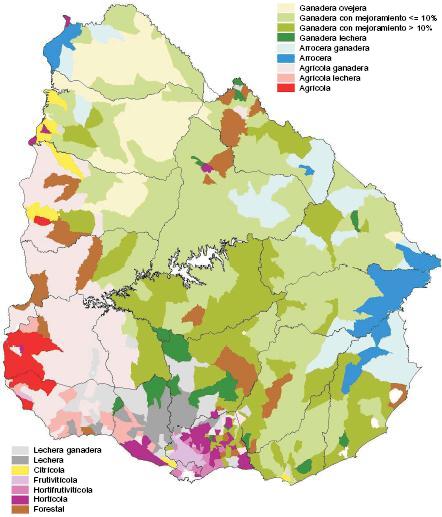 Ganadera ovejera
Ganadera con mejoramiento <= 10%
Ganadera con mejoramiento > 10%
Ganadera lechera
Arrocera ganadera
Arrocera
Agrícola ganadera
Agrícola lechera
Agrícola
Lechera ganadera
Lechera
Citrícola
Frutivitícola
Hortifrutivitícola
Hortícola
Forestal